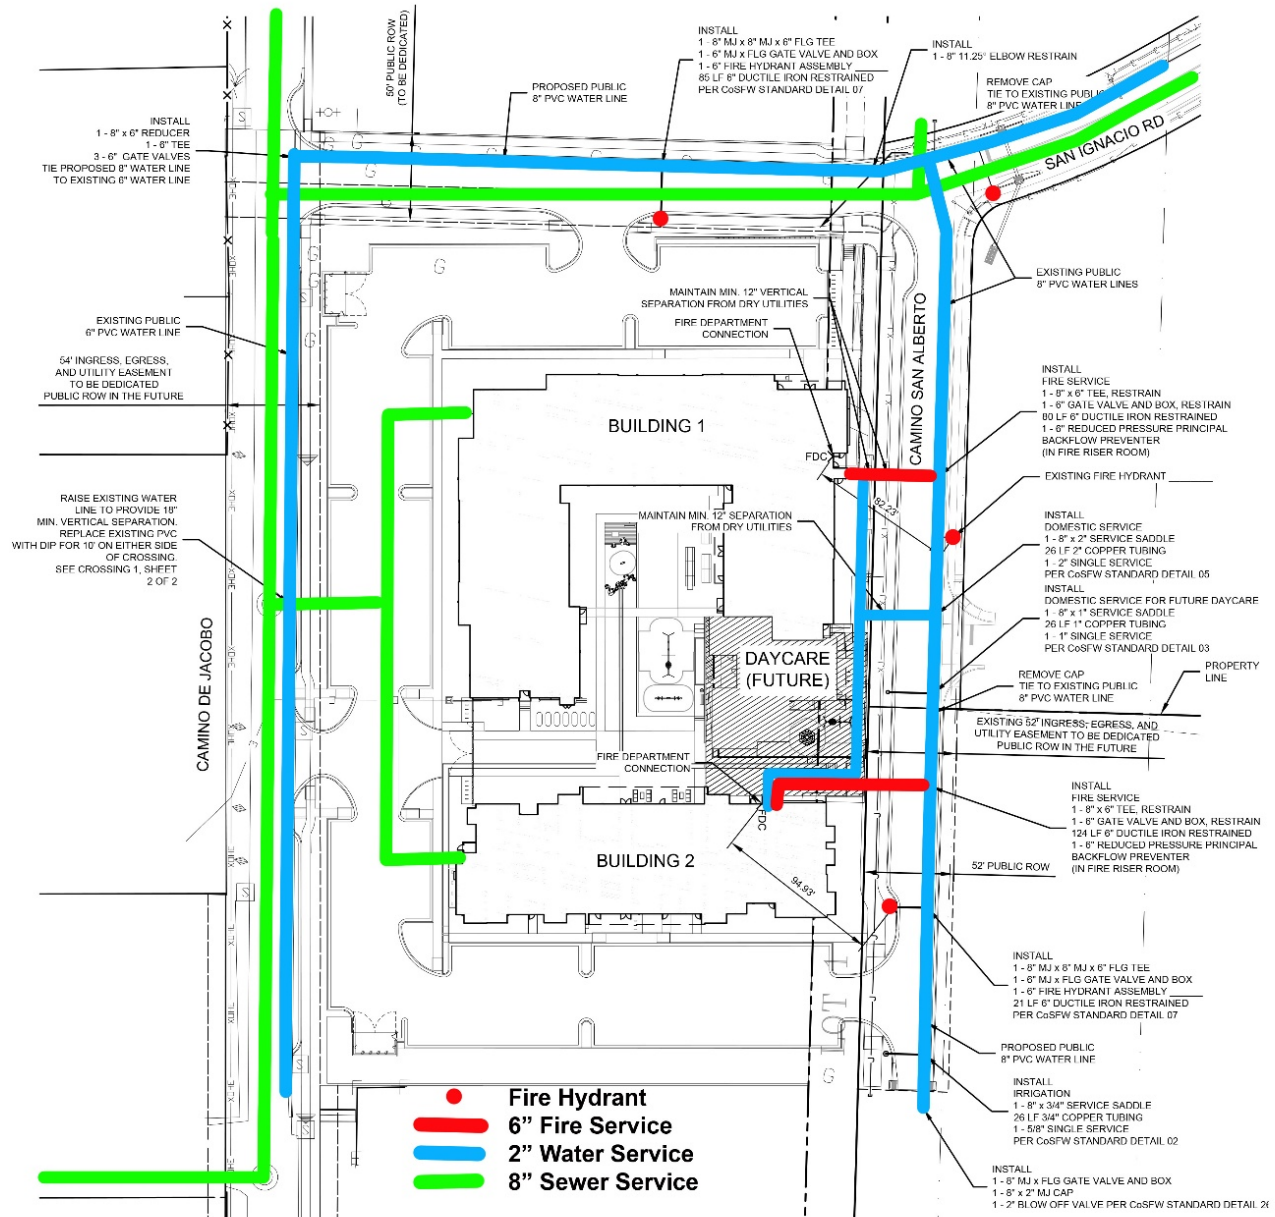 50' PUBLIC ROW
(TO BE DEDICATED)
INSTALL
1 - 8" MJ x 8" MJ x 6" FLG TEE
1 - 6" MJ x FLG GATE VALVE AND BOX
1 - 6" FIRE HYDRANT ASSEMBLY
85 LF 6" DUCTILE IRON RESTRAINED
PER CoSFW STANDARD DETAIL 07
INSTALL
1 - 8" 11.25° ELBOW RESTRAIN
PROPOSED PUBLIC
8" PVC WATER LINE
REMOVE CAP
TIE TO EXISTING PUBLIC
8" PVC WATER LINE
SAN IGNACIO RD
INSTALL
1 - 8" x 6" REDUCER
1 - 6" TEE
3 - 6" GATE VALVES
TIE PROPOSED 8" WATER LINE
TO EXISTING 6" WATER LINE
EXISTING PUBLIC
8" PVC WATER LINES
MAINTAIN MIN. 12" VERTICAL
SEPARATION FROM DRY UTILITIES
FIRE DEPARTMENT
CONNECTION
EXISTING PUBLIC
6" PVC WATER LINE
54' INGRESS, EGRESS,
AND UTILITY EASEMENT
TO BE DEDICATED
PUBLIC ROW IN THE FUTURE
CAMINO SAN ALBERTO
INSTALL
FIRE SERVICE
1 - 8" x 6" TEE, RESTRAIN
1 - 6" GATE VALVE AND BOX, RESTRAIN
80 LF 6" DUCTILE IRON RESTRAINED
1 - 6" REDUCED PRESSURE PRINCIPAL
BACKFLOW PREVENTER
(IN FIRE RISER ROOM)
BUILDING 1
FDC
EXISTING FIRE HYDRANT
82.23'
RAISE EXISTING WATER
LINE TO PROVIDE 18"
MIN. VERTICAL SEPARATION.
REPLACE EXISTING PVC
WITH DIP FOR 10' ON EITHER SIDE
OF CROSSING.
SEE CROSSING 1, SHEET
2 OF 2
MAINTAIN MIN. 12" SEPARATION
FROM DRY UTILITIES
INSTALL
DOMESTIC SERVICE
1 - 8" x 2" SERVICE SADDLE
26 LF 2" COPPER TUBING
1 - 2" SINGLE SERVICE
PER CoSFW STANDARD DETAIL 05
INSTALL
DOMESTIC SERVICE FOR FUTURE DAYCARE
1 - 8" x 1" SERVICE SADDLE
26 LF 1" COPPER TUBING
1 - 1" SINGLE SERVICE
PER CoSFW STANDARD DETAIL 03
CAMINO DE JACOBO
DAYCARE
(FUTURE)
PROPERTY
LINE
REMOVE CAP
TIE TO EXISTING PUBLIC
8" PVC WATER LINE
EXISTING 52' INGRESS, EGRESS, AND
UTILITY EASEMENT TO BE DEDICATED
PUBLIC ROW IN THE FUTURE
FIRE DEPARTMENT
CONNECTION
FDC
INSTALL
FIRE SERVICE
1 - 8" x 6" TEE, RESTRAIN
1 - 6" GATE VALVE AND BOX, RESTRAIN
124 LF 6" DUCTILE IRON RESTRAINED
1 - 6" REDUCED PRESSURE PRINCIPAL
BACKFLOW PREVENTER
(IN FIRE RISER ROOM)
BUILDING 2
52' PUBLIC ROW
94.93'
INSTALL
1 - 8" MJ x 8" MJ x 6" FLG TEE
1 - 6" MJ x FLG GATE VALVE AND BOX
1 - 6" FIRE HYDRANT ASSEMBLY
21 LF 6" DUCTILE IRON RESTRAINED
PER CoSFW STANDARD DETAIL 07
LOT 1
PROPOSED PUBLIC
8" PVC WATER LINE
INSTALL
IRRIGATION
1 - 8" x 3/4" SERVICE SADDLE
26 LF 3/4" COPPER TUBING
1 - 5/8" SINGLE SERVICE
PER CoSFW STANDARD DETAIL 02
Fire Hydrant
6” Fire Service
2” Water Service
8” Sewer Service
INSTALL
1 - 8" MJ x FLG GATE VALVE AND BOX
1 - 8" x 2" MJ CAP
1 - 2" BLOW OFF VALVE PER CoSFW STANDARD DETAIL 26